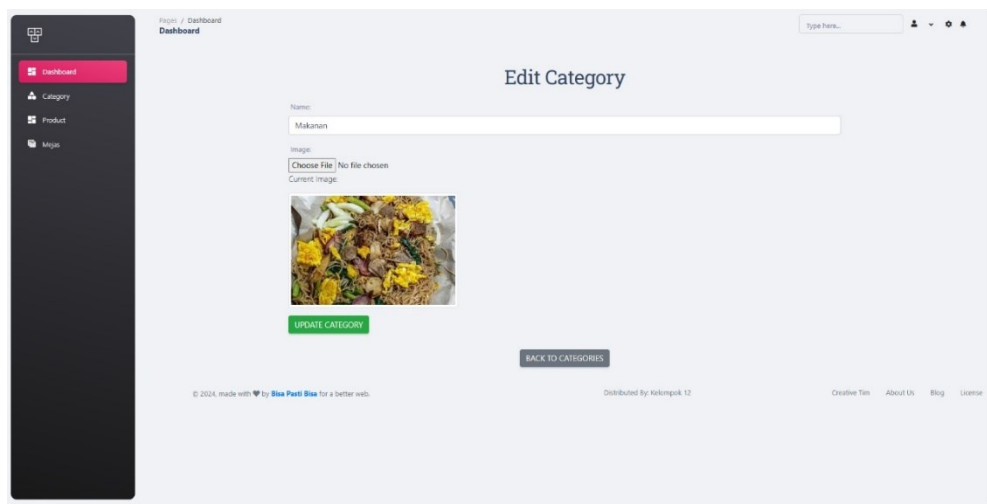 Pages / Dashboard
Dashboard
Type here...
Dashboard
Category
Product
Mejas
Edit Category
Name:
Makanan
Image:
Choose File No file chosen
Current image:
UPDATE CATEGORY
BACK TO CATEGORIES
© 2024, made with by Bisa Pasti Bisa for a better web.
Distributed By: Kelompok 12
Creative Tim About Us Blog License